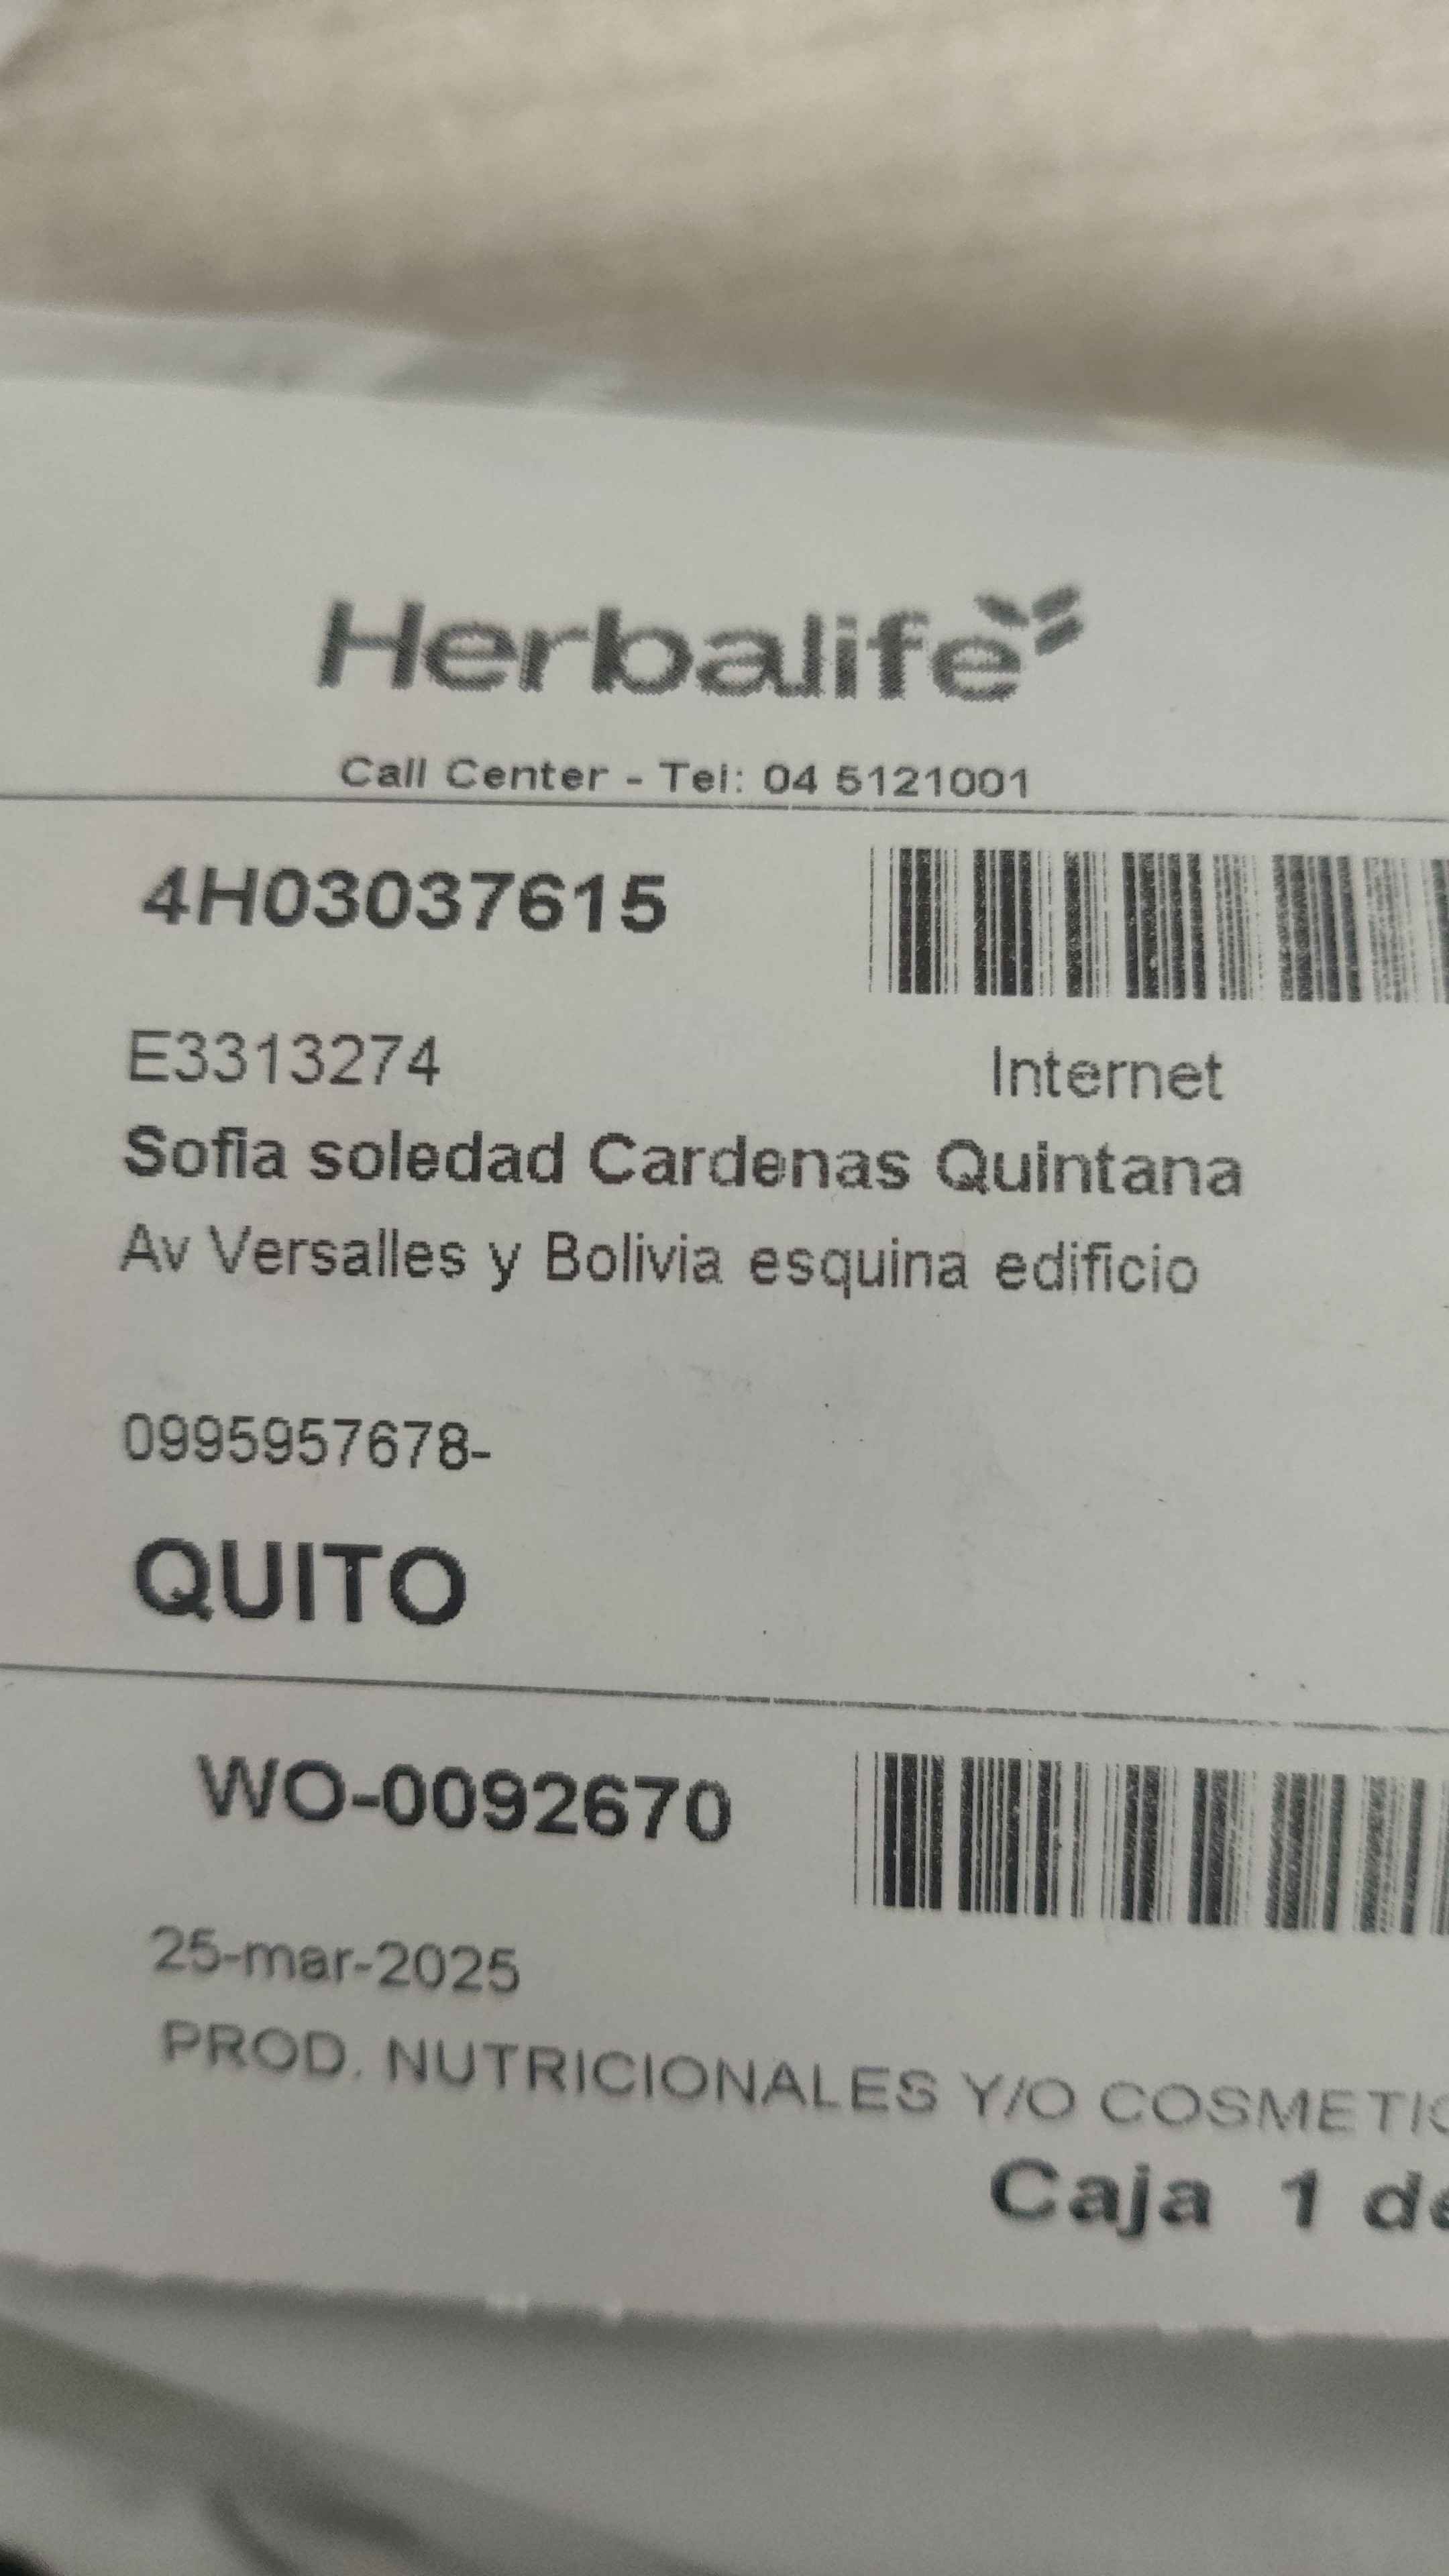 Herbalife
Call Center - Tel: 04 5121001
4H03037615
E3313274 Internet
Sofia soledad Cardenas Quintana
Av Versalles y Bolivia esquina edificio
0995957678-
QUITO
WO-0092670
25-mar-2025
PROD. NUTRICIONALES Y/O
Caja 1